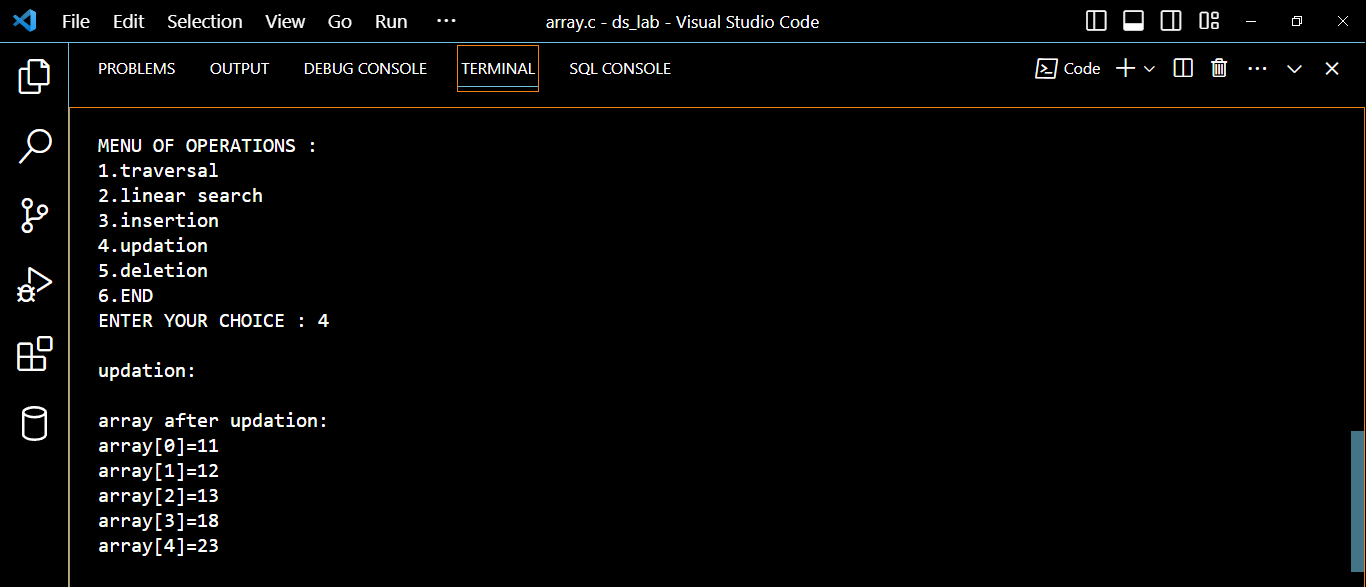 File Edit Selection View Go Run ··· array.c - ds_lab - Visual Studio Code
PROBLEMS OUTPUT DEBUG CONSOLE TERMINAL SQL CONSOLE Code
MENU OF OPERATIONS :
1.traversal
2.linear search
3.insertion
4.updation
5.deletion
6.END
ENTER YOUR CHOICE : 4
updation:
array after updation:
array[0]=11
array[1]=12
array[2]=13
array[3]=18
array[4]=23